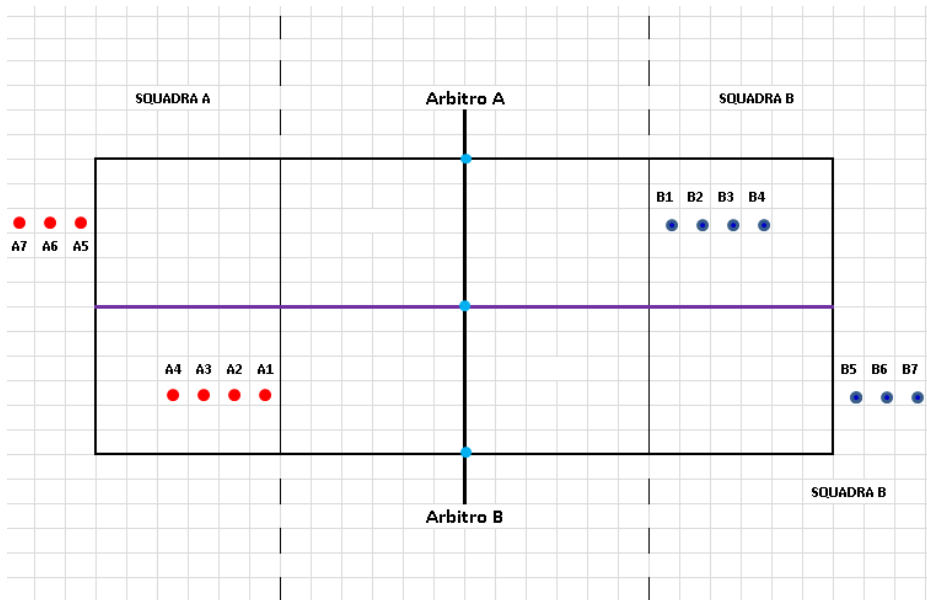 SQUADRA A
Arbitro A
SQUADRA B
B1 B2 B3 B4
A7 A6 A5
A4 A3 A2 A1
B5 B6 B7
SQUADRA B
Arbitro B